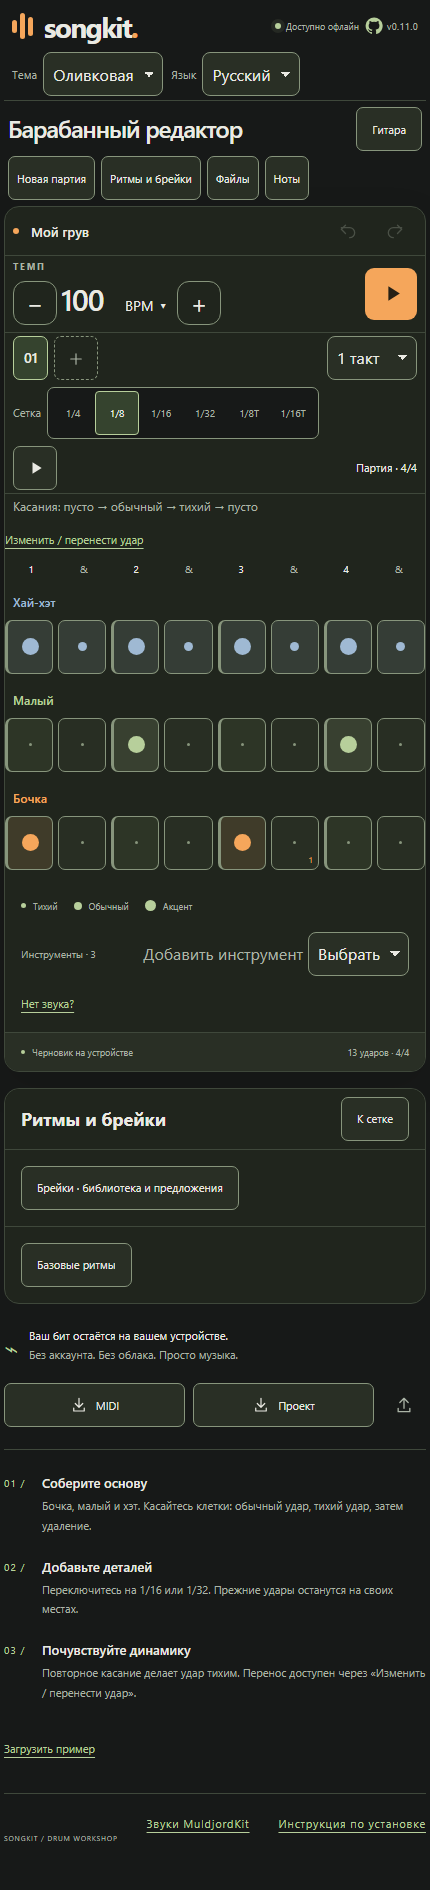 songkit.
Доступно офлайн v0.11.0
Тема Оливковая Язык Русский
Барабанный редактор Гитара
Новая партия Ритмы и брейки Файлы Ноты
Мой грув
ТЕМП
− 100 BPM +
01 + 1 такт
Сетка 1/4 1/8 1/16 1/32 1/8T 1/16T
Партия · 4/4
Касания: пусто → обычный → тихий → пусто
Изменить / перенести удар
1 & 2 & 3 & 4 &
Хай-хэт
Малый
Бочка
1
Тихий Обычный Акцент
Инструменты · 3 Добавить инструмент Выбрать
Нет звука?
Черновик на устройстве 13 ударов · 4/4
Ритмы и брейки К сетке
Брейки · библиотека и предложения
Базовые ритмы
Ваш бит остаётся на вашем устройстве.
Без аккаунта. Без облака. Просто музыка.
MIDI Проект
01 / Соберите основу
Бочка, малый и хэт. Касайтесь клетки: обычный удар, тихий удар, затем
удаление.
02 / Добавьте деталей
Переключитесь на 1/16 или 1/32. Прежние удары останутся на своих
местах.
03 / Почувствуйте динамику
Повторное касание делает удар тихим. Перенос доступен через «Изменить
/ перенести удар».
Загрузить пример
SONGKIT / DRUM WORKSHOP Звуки MuldjordKit Инструкция по установке